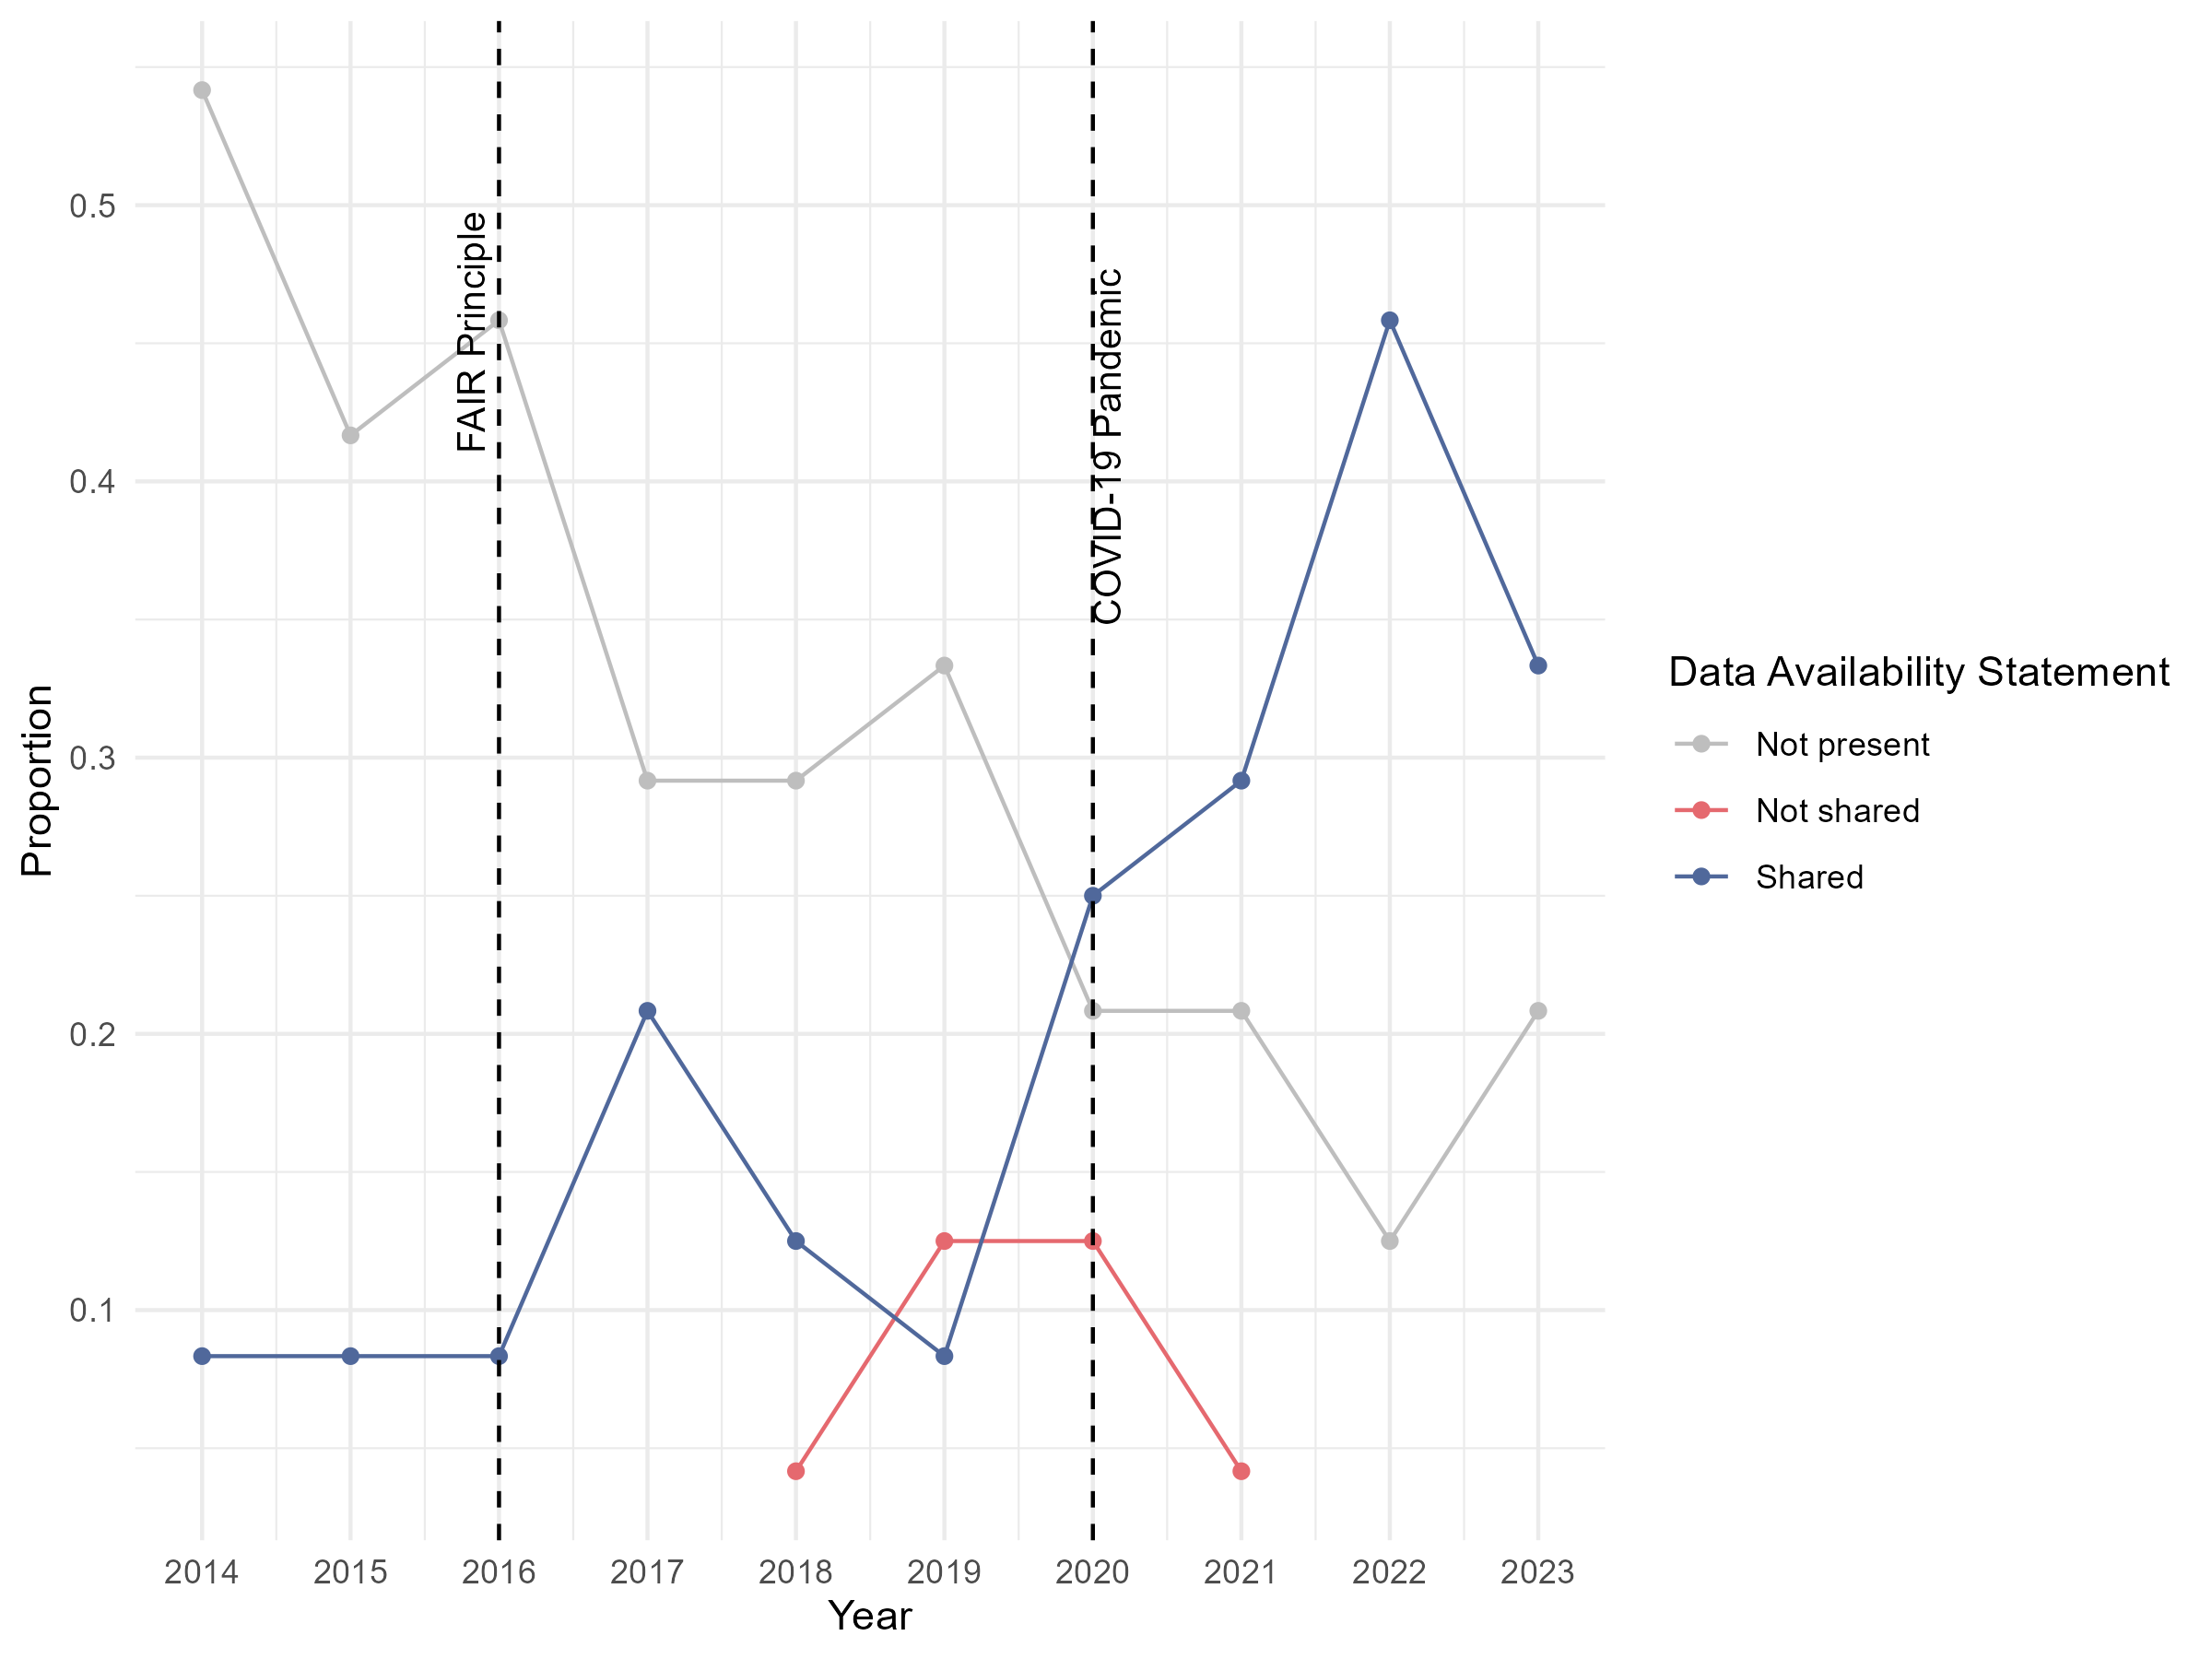 Proportion
0.5
0.4
0.3
0.2
0.1
FAIR Principle
COVID-19 Pandemic
2014 2015 2016 2017 2018 2019 2020 2021 2022 2023
Year
Data Availability Statement
Not present
Not shared
Shared